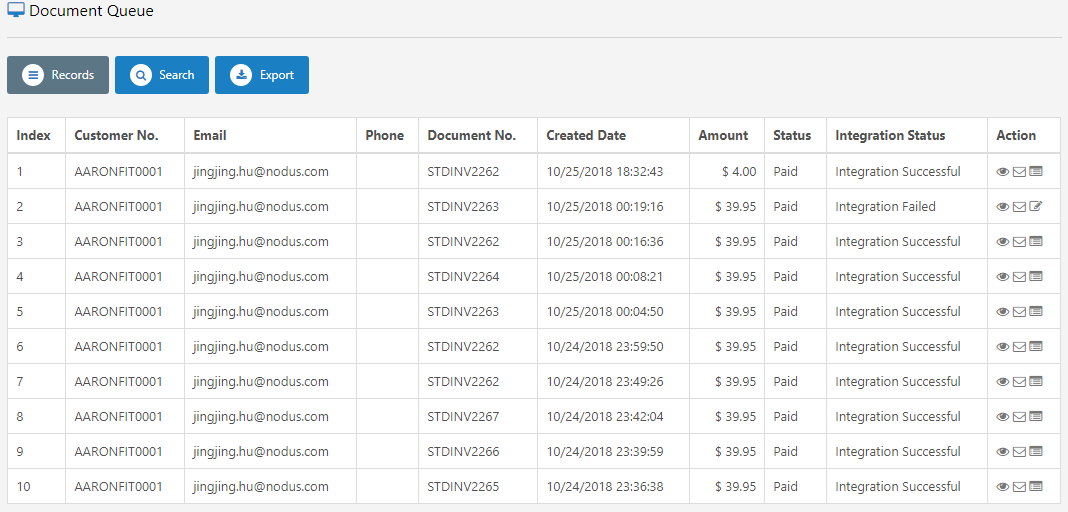 Document Queue
Records Search Export
Index Customer No. Email Phone Document No. Created Date Amount Status Integration Status Action
1 AARONFIT0001 jingjing.hu@nodus.com STDINV2262 10/25/2018 18:32:43 $ 4.00 Paid Integration Successful
2 AARONFIT0001 jingjing.hu@nodus.com STDINV2263 10/25/2018 00:19:16 $ 39.95 Paid Integration Failed
3 AARONFIT0001 jingjing.hu@nodus.com STDINV2262 10/25/2018 00:16:36 $ 39.95 Paid Integration Successful
4 AARONFIT0001 jingjing.hu@nodus.com STDINV2264 10/25/2018 00:08:21 $ 39.95 Paid Integration Successful
5 AARONFIT0001 jingjing.hu@nodus.com STDINV2263 10/25/2018 00:04:50 $ 39.95 Paid Integration Successful
6 AARONFIT0001 jingjing.hu@nodus.com STDINV2262 10/24/2018 23:59:50 $ 39.95 Paid Integration Successful
7 AARONFIT0001 jingjing.hu@nodus.com STDINV2262 10/24/2018 23:49:26 $ 39.95 Paid Integration Successful
8 AARONFIT0001 jingjing.hu@nodus.com STDINV2267 10/24/2018 23:42:04 $ 39.95 Paid Integration Successful
9 AARONFIT0001 jingjing.hu@nodus.com STDINV2266 10/24/2018 23:39:59 $ 39.95 Paid Integration Successful
10 AARONFIT0001 jingjing.hu@nodus.com STDINV2265 10/24/2018 23:36:38 $ 39.95 Paid Integration Successful